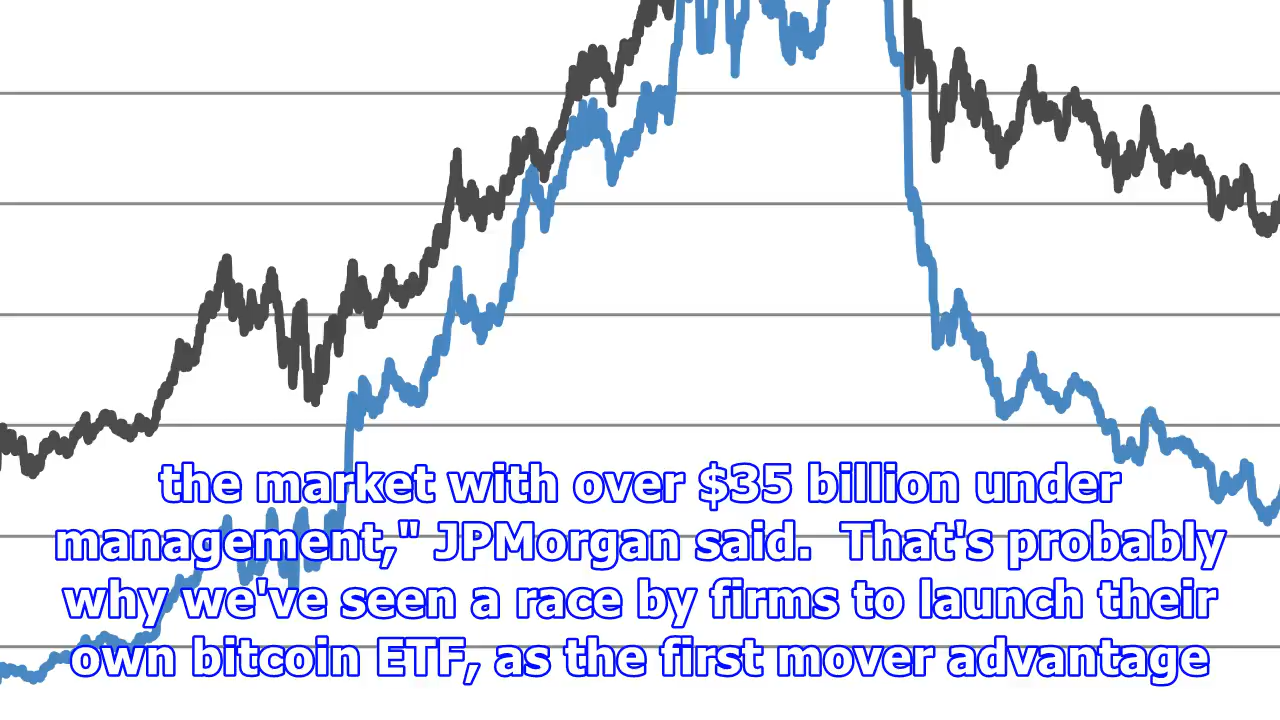 the market with over $35 billion under
management," JPMorgan said.  That's probably
why we've seen a race by firms to launch their
own bitcoin ETF, as the first mover advantage